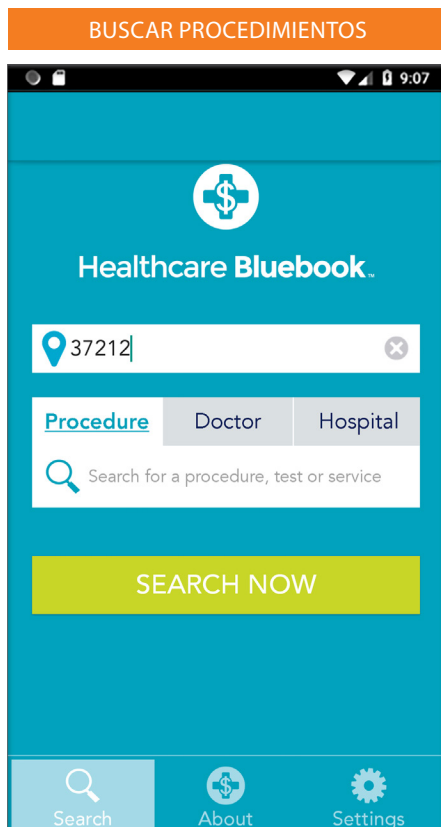 BUSCAR PROCEDIMIENTOS
9:07
$
Healthcare Bluebook™
37212
Procedure Doctor Hospital
Search for a procedure, test or service
SEARCH NOW
$
Search About Settings